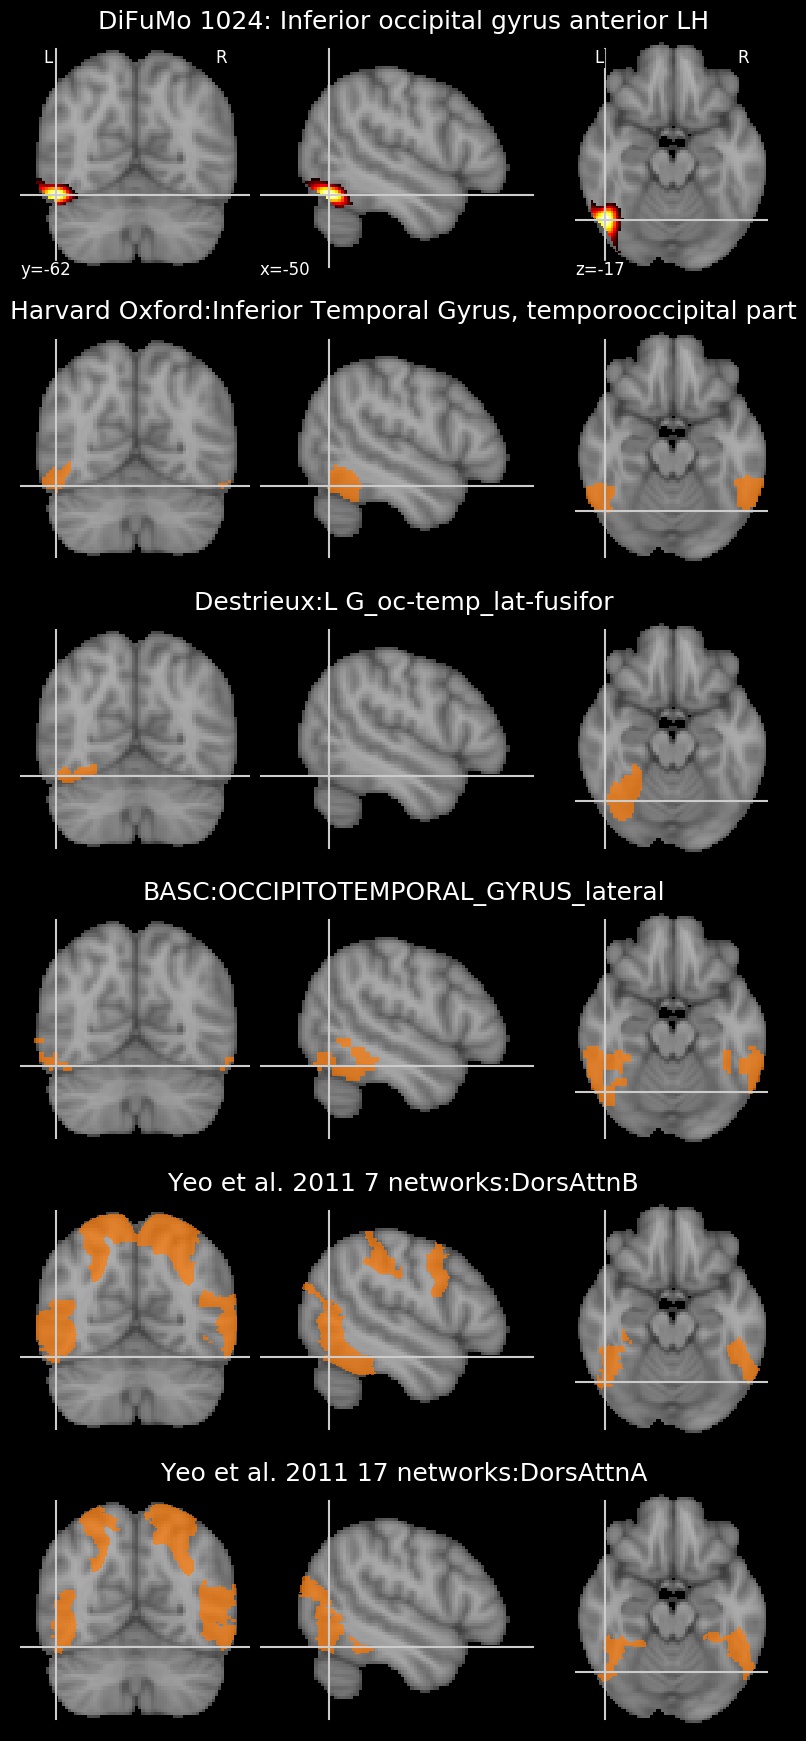 DiFuMo 1024: Inferior occipital gyrus anterior LH
L R L R
y=-62 x=-50 z=-17
Harvard Oxford:Inferior Temporal Gyrus, temporooccipital part
Destrieux:L G_oc-temp_lat-fusifor
BASC:OCCIPITOTEMPORAL_GYRUS_lateral
Yeo et al. 2011 7 networks:DorsAttnB
Yeo et al. 2011 17 networks:DorsAttnA